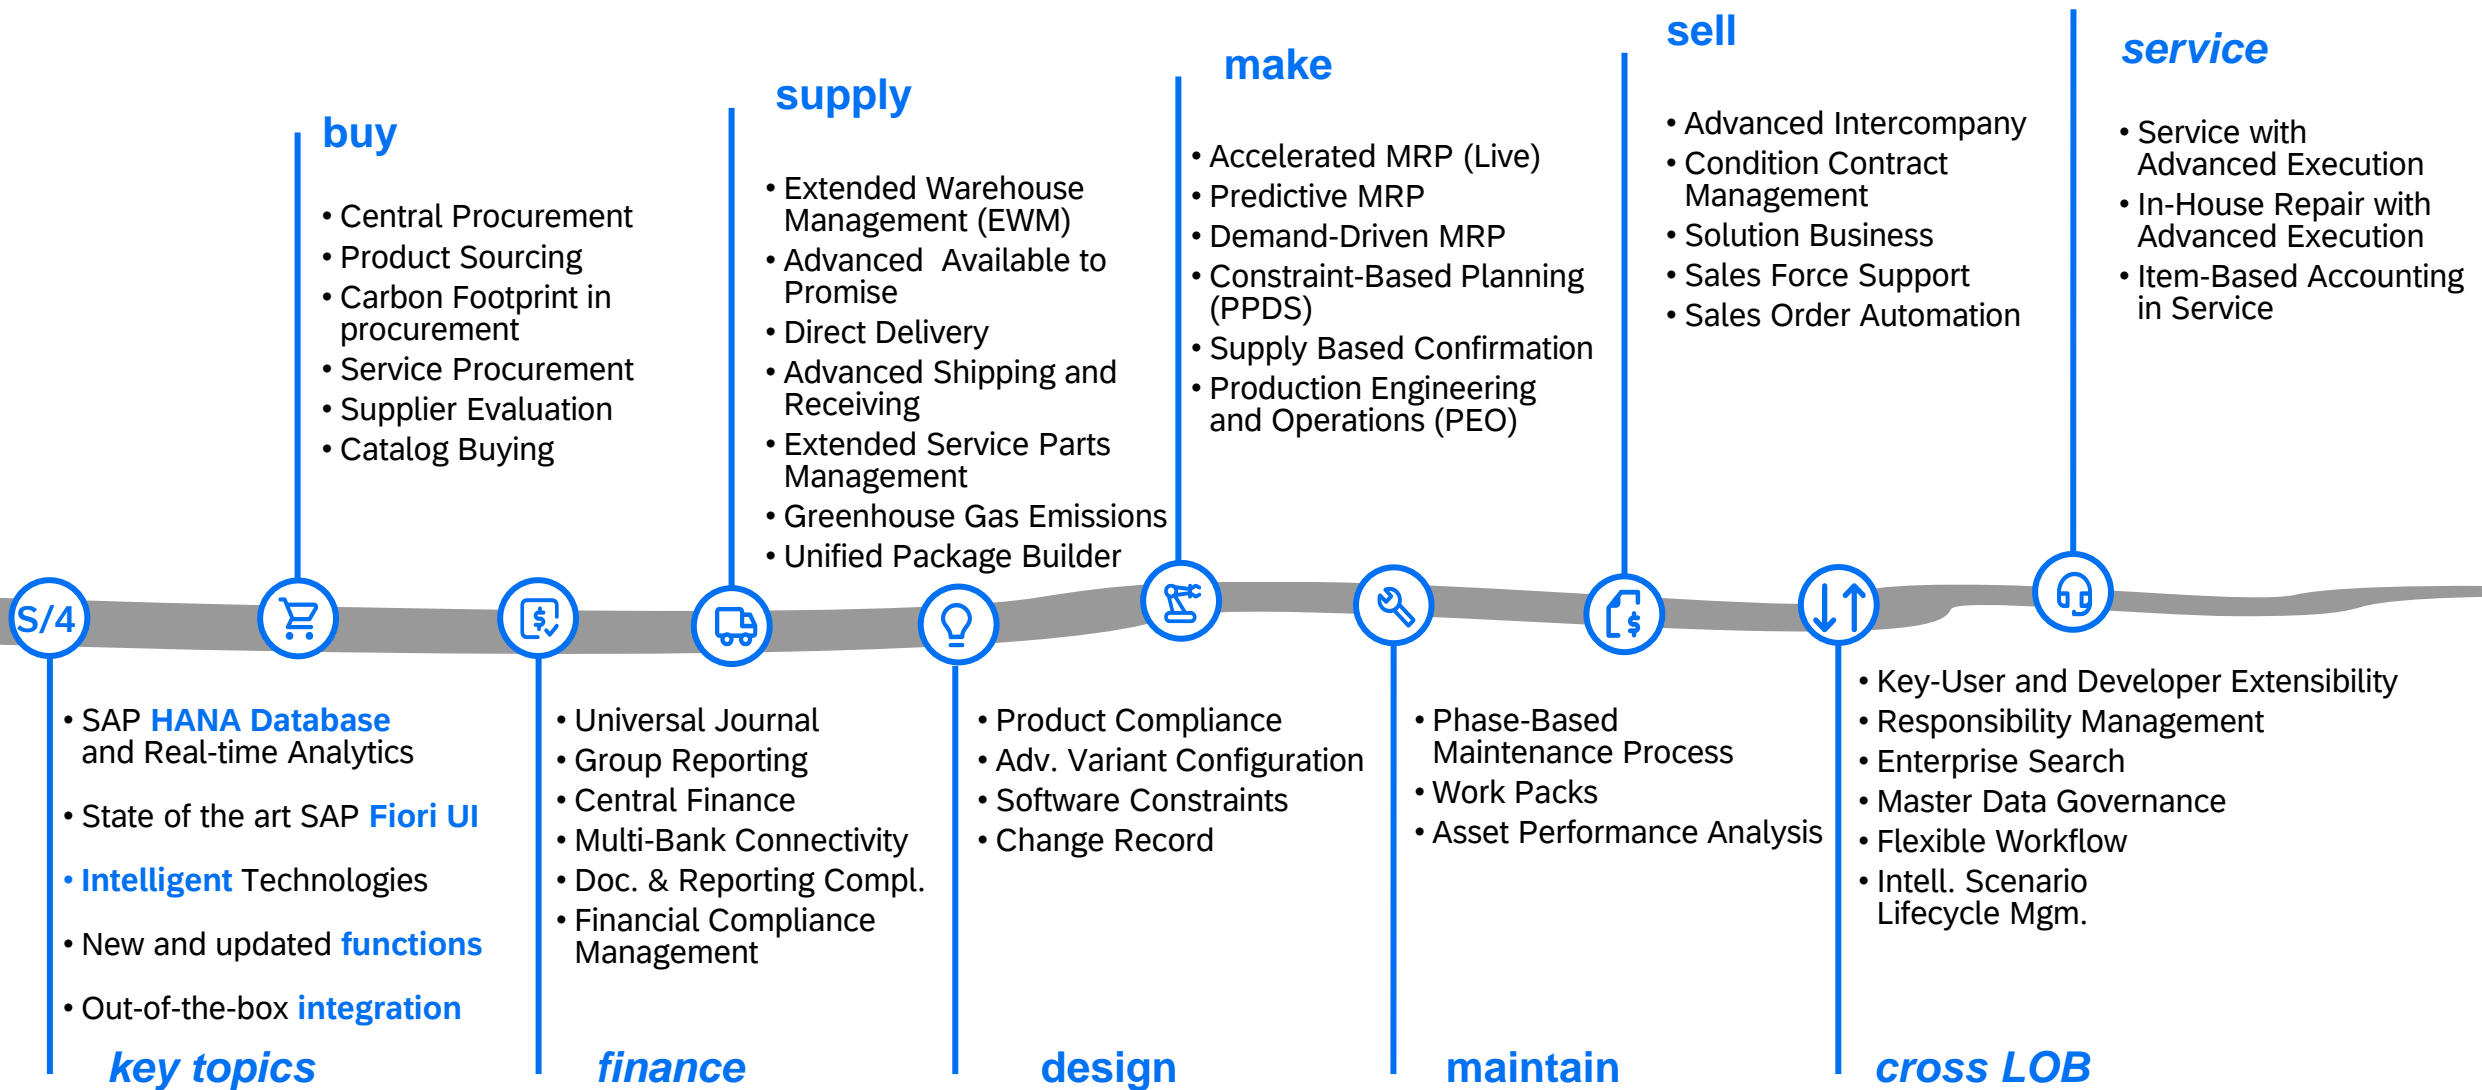 buy
• Central Procurement
• Product Sourcing
• Carbon Footprint in
procurement
• Service Procurement
• Supplier Evaluation
• Catalog Buying
supply
• Extended Warehouse
Management (EWM)
• Advanced  Available to
Promise
• Direct Delivery
• Advanced Shipping and
Receiving
• Extended Service Parts
Management
• Greenhouse Gas Emissions
• Unified Package Builder
make
• Accelerated MRP (Live)
• Predictive MRP
• Demand-Driven MRP
• Constraint-Based Planning
(PPDS)
• Supply Based Confirmation
• Production Engineering
and Operations (PEO)
sell
• Advanced Intercompany
• Condition Contract
Management
• Solution Business
• Sales Force Support
• Sales Order Automation
service
• Service with
Advanced Execution
• In-House Repair with
Advanced Execution
• Item-Based Accounting
in Service
S/4
$
$
• SAP HANA Database
and Real-time Analytics
• State of the art SAP Fiori UI
• Intelligent Technologies
• New and updated functions
• Out-of-the-box integration
key topics
• Universal Journal
• Group Reporting
• Central Finance
• Multi-Bank Connectivity
• Doc. & Reporting Compl.
• Financial Compliance
Management
finance
• Product Compliance
• Adv. Variant Configuration
• Software Constraints
• Change Record
design
• Phase-Based
Maintenance Process
• Work Packs
• Asset Performance Analysis
maintain
• Key-User and Developer Extensibility
• Responsibility Management
• Enterprise Search
• Master Data Governance
• Flexible Workflow
• Intell. Scenario
Lifecycle Mgm.
cross LOB